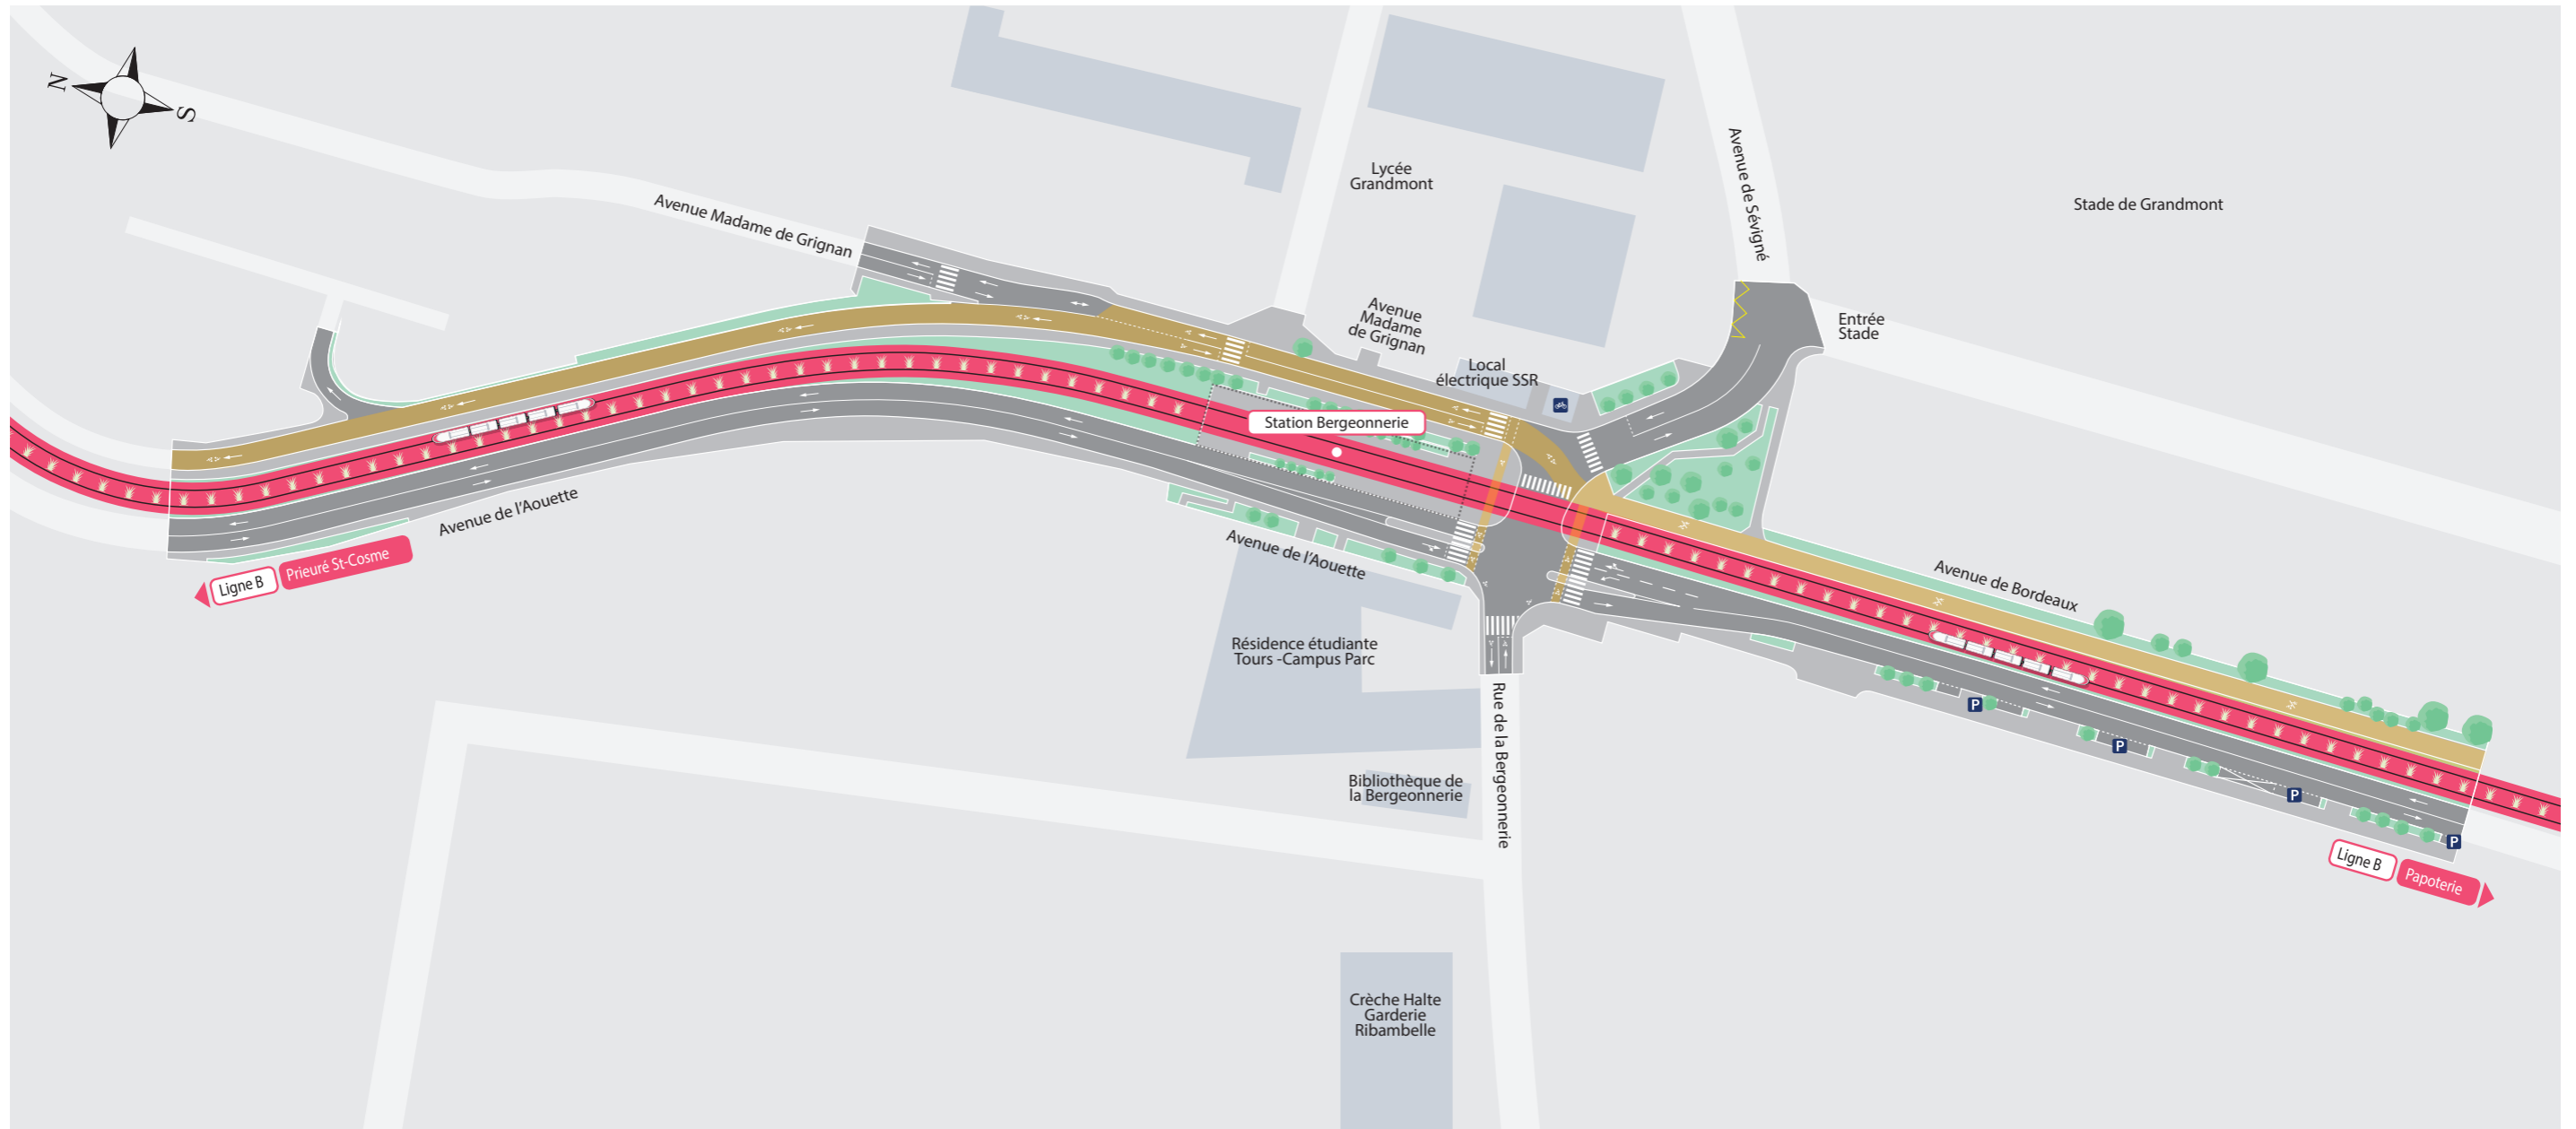 N
S
Avenue Madame de Grignan
Lycée
Grandmont
Avenue de Sévigné
Stade de Grandmont
Avenue
Madame
de Grignan
Entrée
Stade
Local
électrique SSR
Station Bergeonnerie
Avenue de l'Aouette
Ligne B
Prieuré St-Cosme
Avenue de l'Aouette
Avenue de Bordeaux
Résidence étudiante
Tours -Campus Parc
Rue de la Bergeonnerie
Bibliothèque de
la Bergeonnerie
P
P
P
P
Ligne B
Papoterie
Crèche Halte
Garderie
Ribambelle